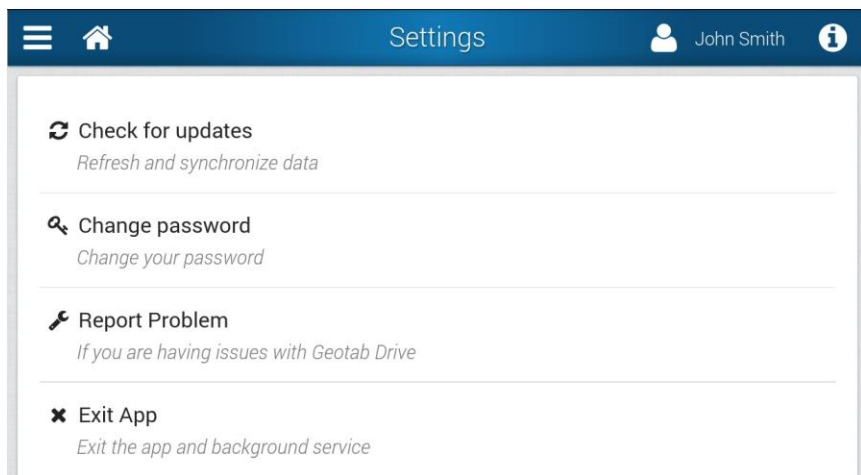 Settings
John Smith
Check for updates
Refresh and synchronize data
Change password
Change your password
Report Problem
If you are having issues with Geotab Drive
Exit App
Exit the app and background service